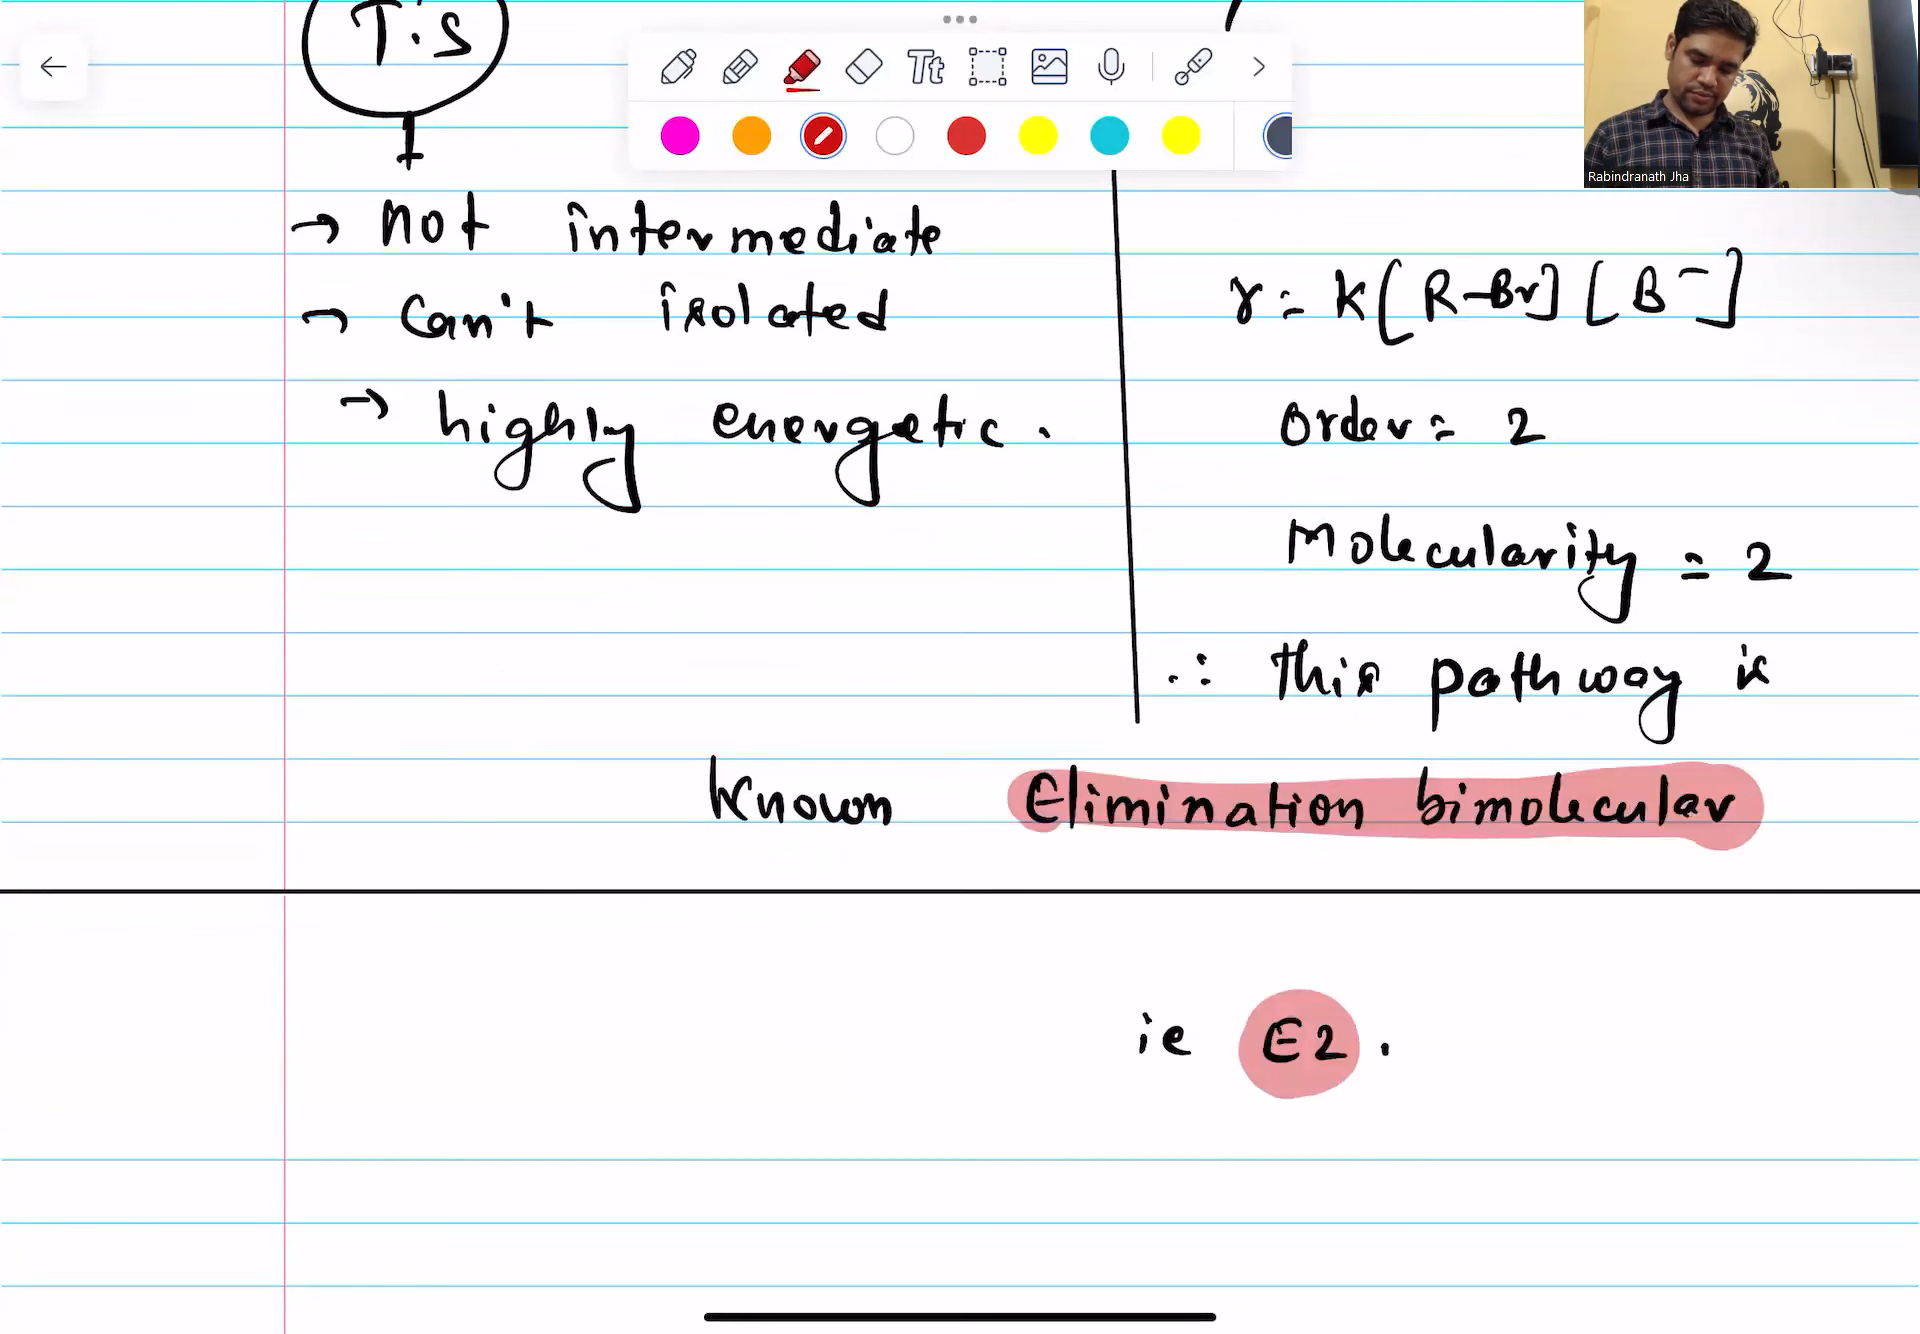 T.S
Tt
Rabindranath Jha
→ not intermediate
→ Can't isolated
→ highly energetic.
r = K[R-Br][B⁻]
Order = 2
Molecularity = 2
∴ this pathway is
known Elimination bimolecular
ie E2.